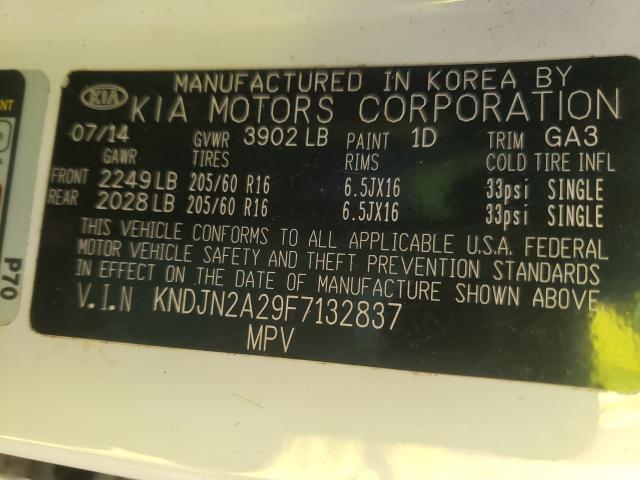 MANUFACTURED IN KOREA BY
KIA KIA MOTORS CORPORATION
07/14 GVWR 3902 LB PAINT 1D TRIM GA3
GAWR TIRES RIMS COLD TIRE INFL
FRONT 2249 LB 205/60 R16 6.5JX16 33psi SINGLE
REAR 2028 LB 205/60 R16 6.5JX16 33psi SINGLE
THIS VEHICLE CONFORMS TO ALL APPLICABLE U.S.A. FEDERAL
MOTOR VEHICLE SAFETY AND THEFT PREVENTION STANDARDS
IN EFFECT ON THE DATE OF MANUFACTURE SHOWN ABOVE.
V.I.N KNDJN2A29F7132837
MPV
P70